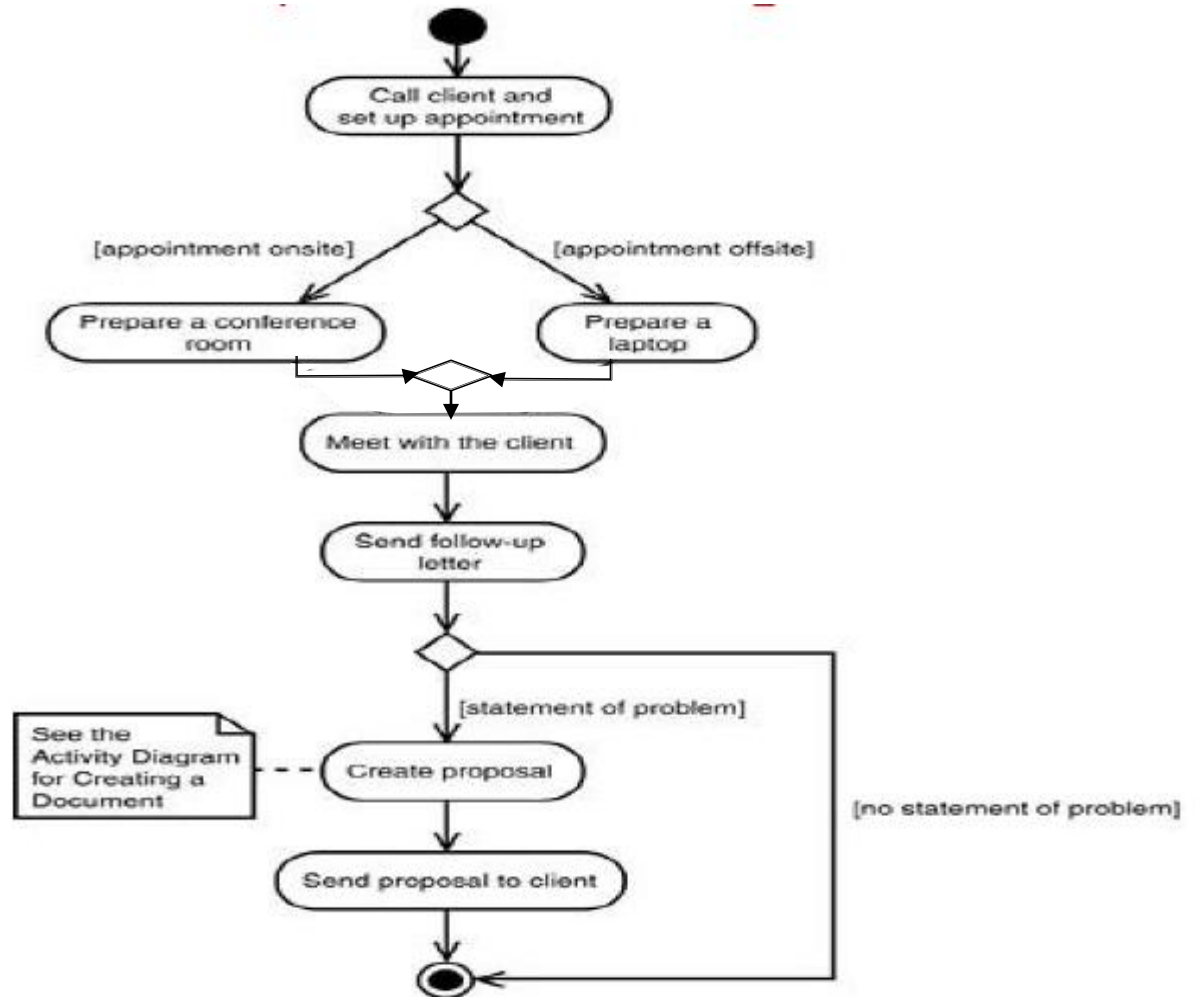 Call client and
set up appointment
[appointment onsite]
[appointment offsite]
Prepare a conference
room
Prepare a
laptop
Meet with the client
Send follow-up
letter
[statement of problem]
See the
Activity Diagram
for Creating a
Document
Create proposal
[no statement of problem]
Send proposal to client